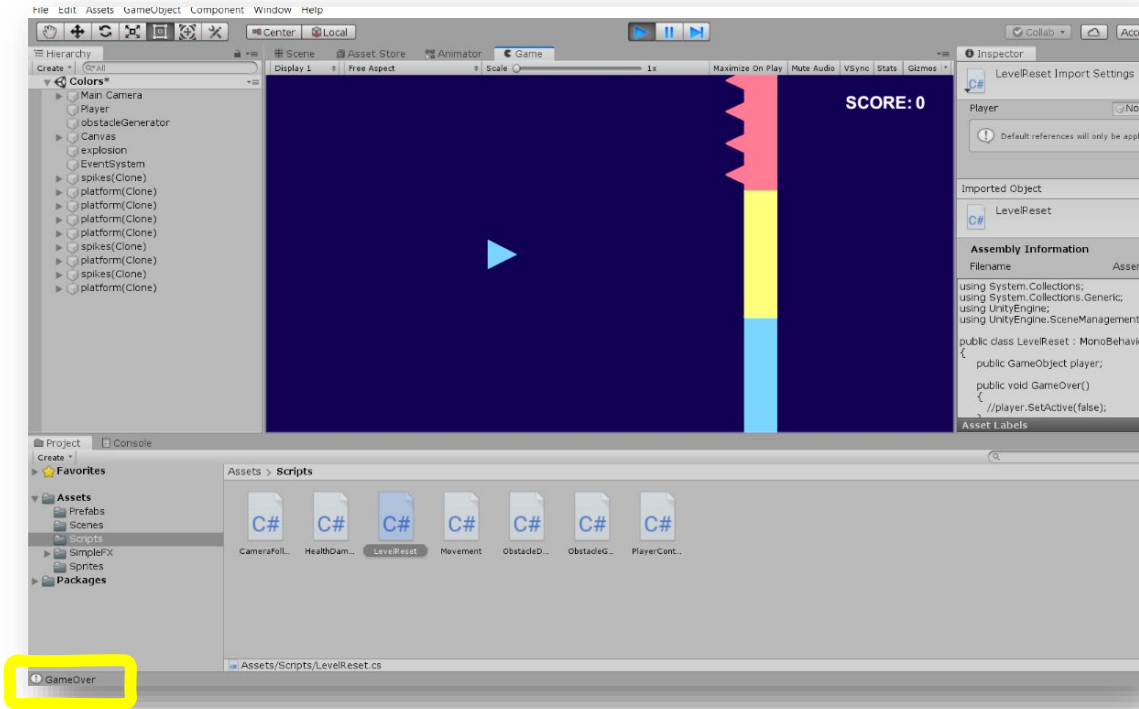 File Edit Assets GameObject Component Window Help
Center Local
Collab
Acco
Hierarchy
Scene Asset Store Animator Game
Inspector
Create All
Display 1 Free Aspect Scale 1x Maximize On Play Mute Audio VSync Stats Gizmos
Colors*
Main Camera
Player
obstacleGenerator
Canvas
explosion
EventSystem
spikes(Clone)
platform(Clone)
platform(Clone)
platform(Clone)
platform(Clone)
spikes(Clone)
platform(Clone)
spikes(Clone)
platform(Clone)
SCORE: 0
LevelReset Import Settings
C#
Player No
Default references will only be appl
Imported Object
LevelReset
C#
Assembly Information
Filename Assem
using System.Collections;
using System.Collections.Generic;
using UnityEngine;
using UnityEngine.SceneManagement
public class LevelReset : MonoBehavio
{
public GameObject player;
public void GameOver()
{
//player.SetActive(false);
Asset Labels
Project Console
Create
Favorites
Assets
Prefabs
Scenes
Scripts
SimpleFX
Sprites
Packages
Assets > Scripts
C# C# C# C# C# C# C#
CameraFoll... HealthDam... LevelReset Movement ObstacleD... ObstacleG... PlayerCont...
Assets/Scripts/LevelReset.cs
GameOver